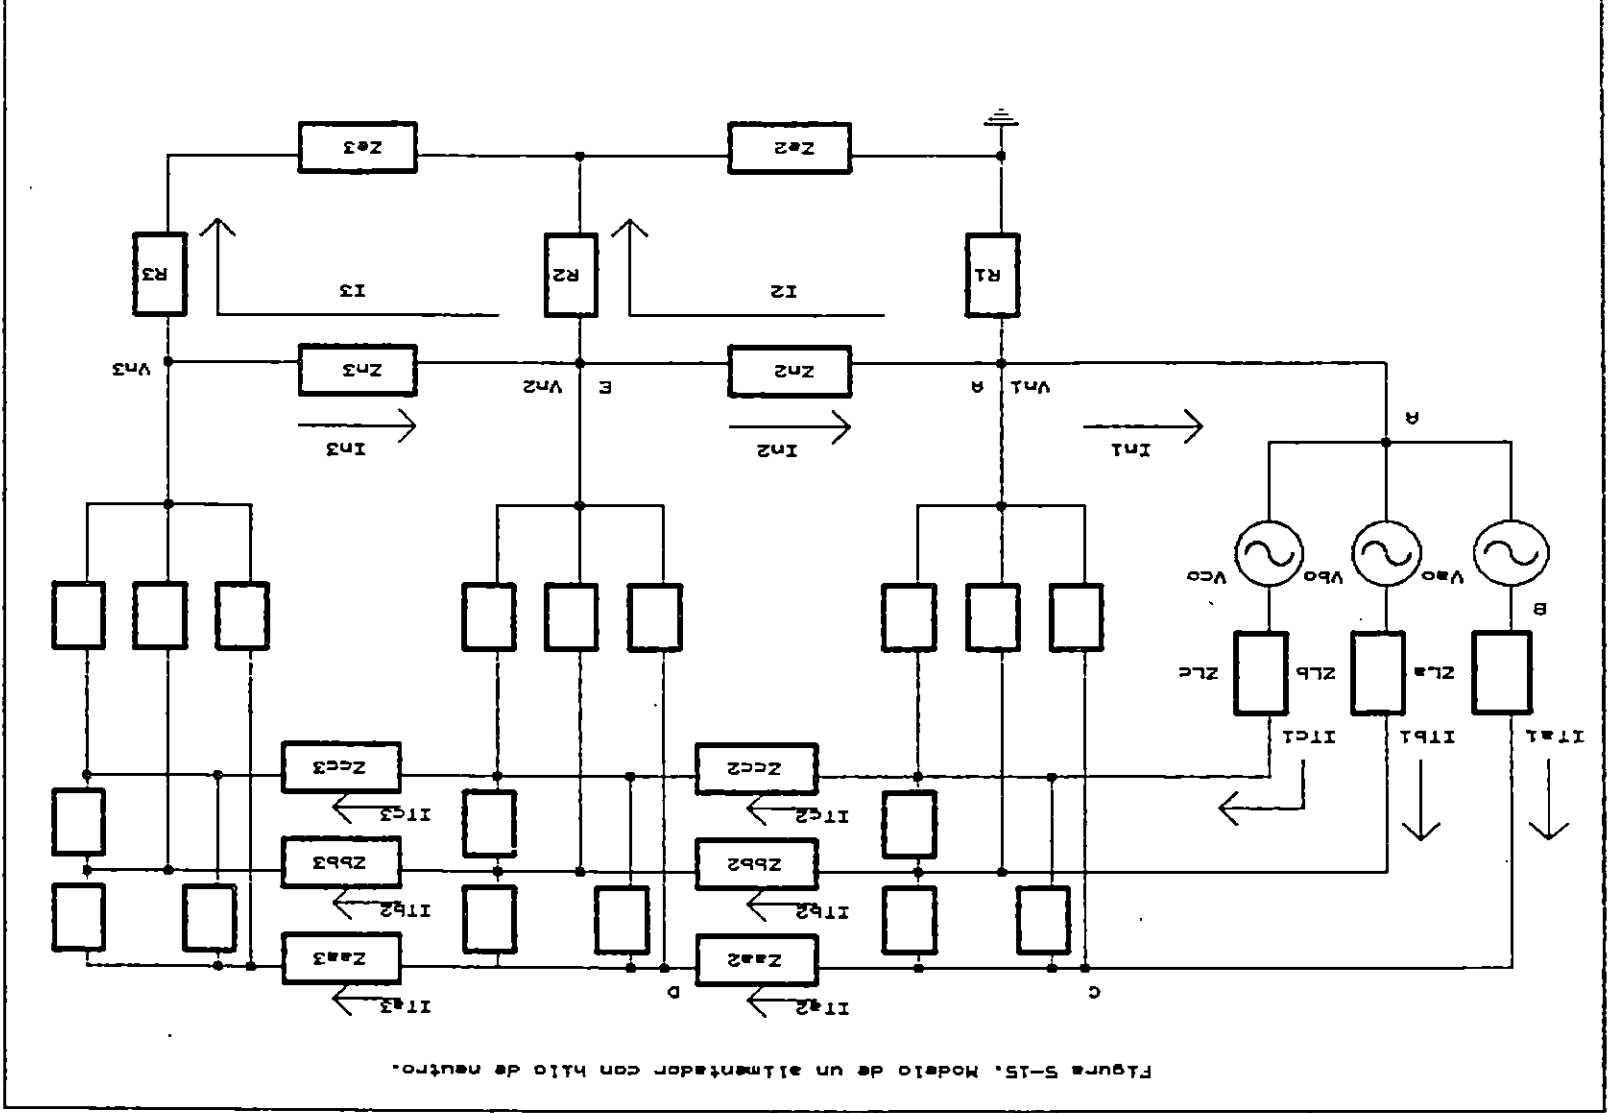 Figura 5-15. Modelo de un alimentador con hilo de neutro.
ITa2 ITa3
C D
Zaa2 Zaa3
ITb2 ITb2
Zbb2 Zbb3
ITc2 ITc3
Zcc2 Zcc3
ITa1 ITb1 ITc1
ZLa ZLb ZLc
B
Vao Vbo Vco
In1 In2 In3
A
Vn1 A E Vn2
Vn3
Zn2 Zn3
I2 I3
R1 R2 R3
Ze2 Ze3